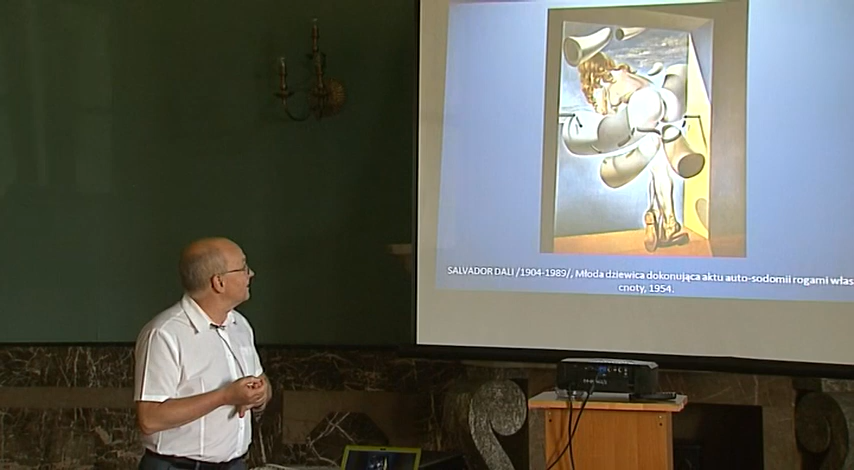 SALVADOR DALI /1904-1989/, Młoda dziewica dokonująca aktu auto-sodomii rogami włas
cnoty, 1954.